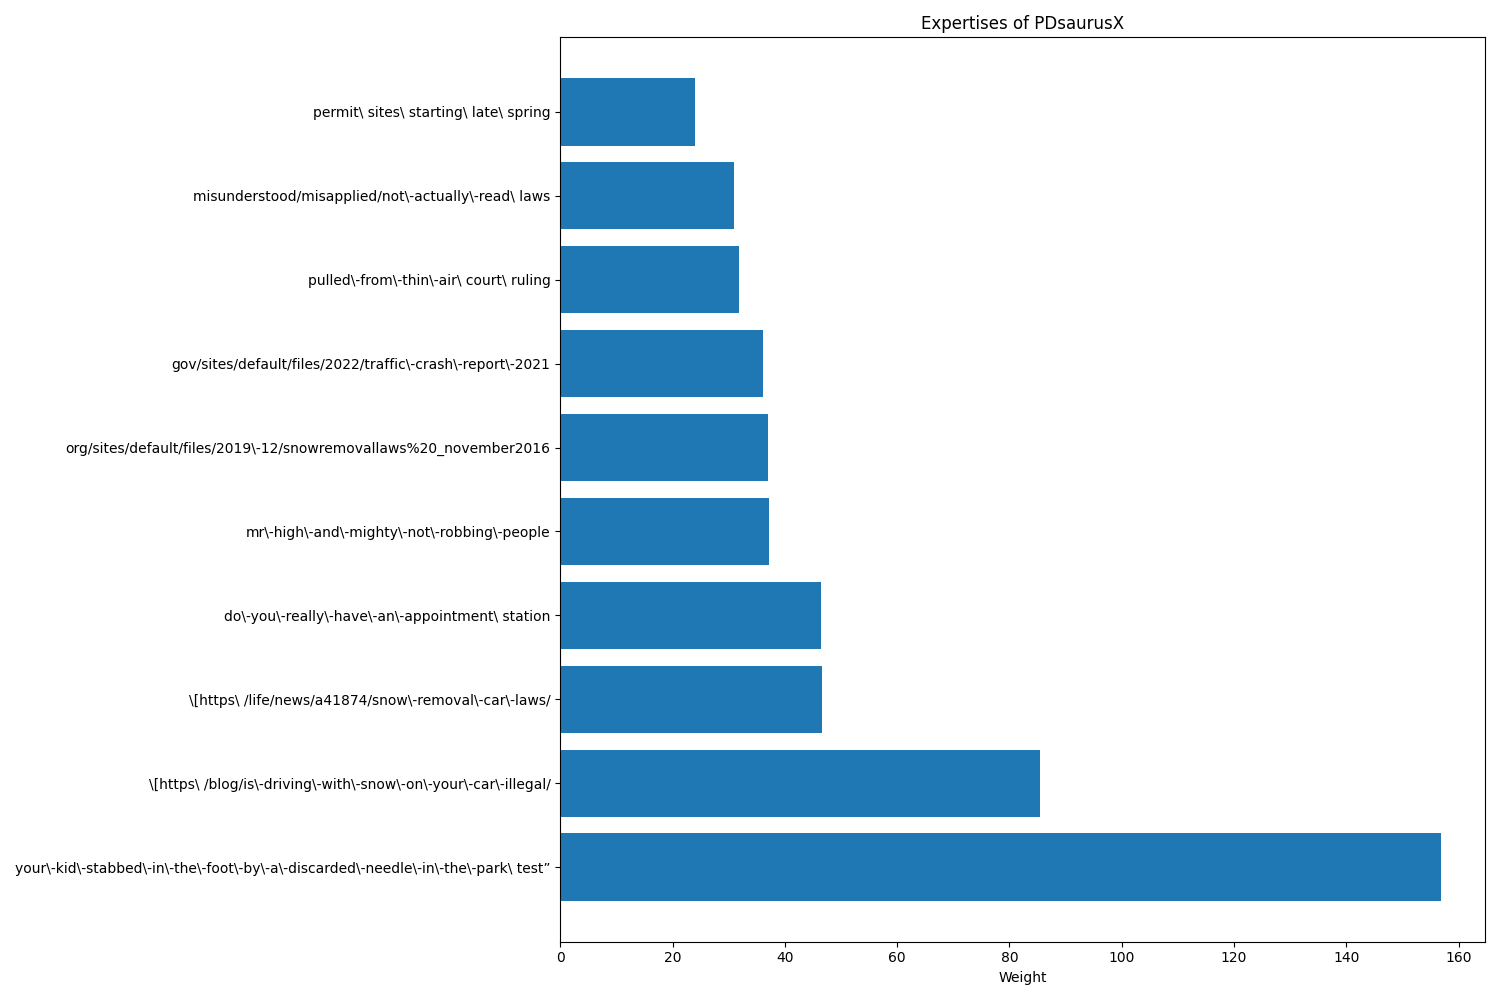 Expertises of PDsaurusX
permit\ sites\ starting\ late\ spring
misunderstood/misapplied/not\-actually\-read\ laws
pulled\-from\-thin\-air\ court\ ruling
gov/sites/default/files/2022/traffic\-crash\-report\-2021
org/sites/default/files/2019\-12/snowremovallaws%20_november2016
mr\-high\-and\-mighty\-not\-robbing\-people
do\-you\-really\-have\-an\-appointment\ station
\[https\ /life/news/a41874/snow\-removal\-car\-laws/
\[https\ /blog/is\-driving\-with\-snow\-on\-your\-car\-illegal/
your\-kid\-stabbed\-in\-the\-foot\-by\-a\-discarded\-needle\-in\-the\-park\ test”
0 20 40 60 80 100 120 140 160
Weight